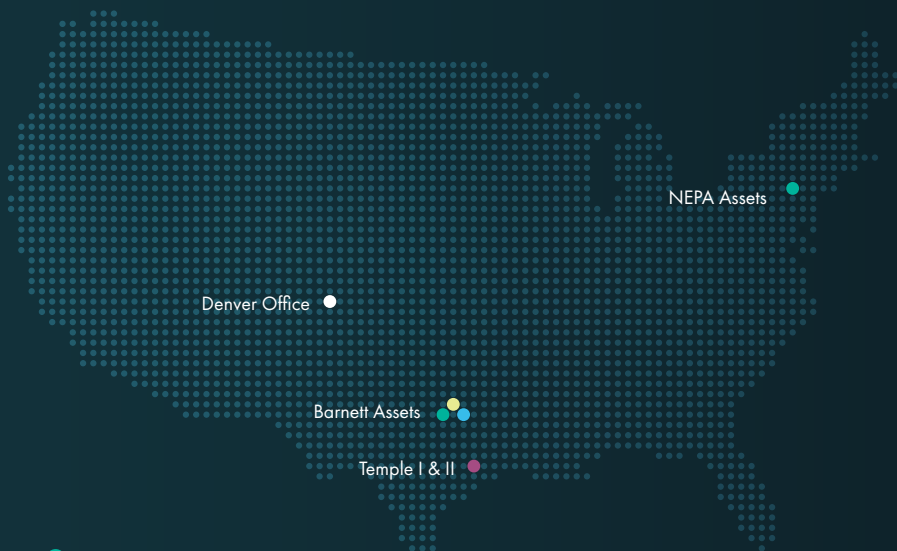 NEPA Assets
Denver Office
Barnett Assets
Temple I & II